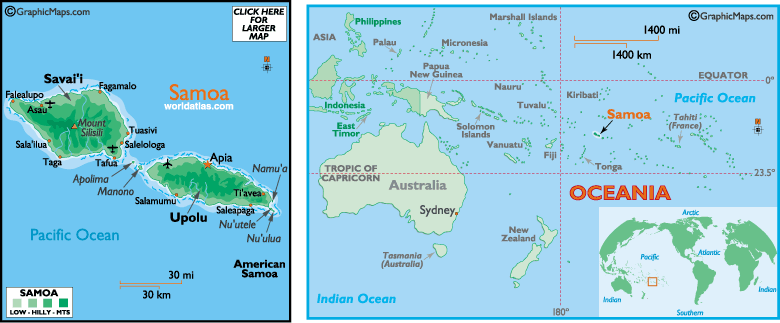 ©GraphicMaps.com
CLICK HERE
FOR
LARGER
MAP
Savai'i
Falealupo
Asau
Fagamalo
Samoa
worldatlas.com
Mount
Silisili
Tuasivi
Salelologa
Sala'ilua
Taga
Tafua
Apolima
Manono
Apia
Namu'a
Salamumu
Ti'avea
Upolu
Saleapaga
Nu'utele
Nu'ulua
Pacific Ocean
American
Samoa
30 mi
30 km
SAMOA
LOW - HILLY - MTS
©GraphicMaps.com
Philippines
Marshall Islands
1400 mi
1400 km
ASIA
Palau
Micronesia
Papua
New Guinea
EQUATOR
0°
Nauru
Kiribati
Pacific Ocean
Indonesia
Tuvalu
Samoa
East
Timor
Solomon
Islands
Tahiti
(France)
Vanuatu
Fiji
Tonga
TROPIC OF
CAPRICORN
23.5°
Australia
OCEANIA
Sydney
New
Zealand
Tasmania
(Australia)
Indian Ocean
180°
Arctic
Pacific
Atlantic
Indian
Indian
Southern